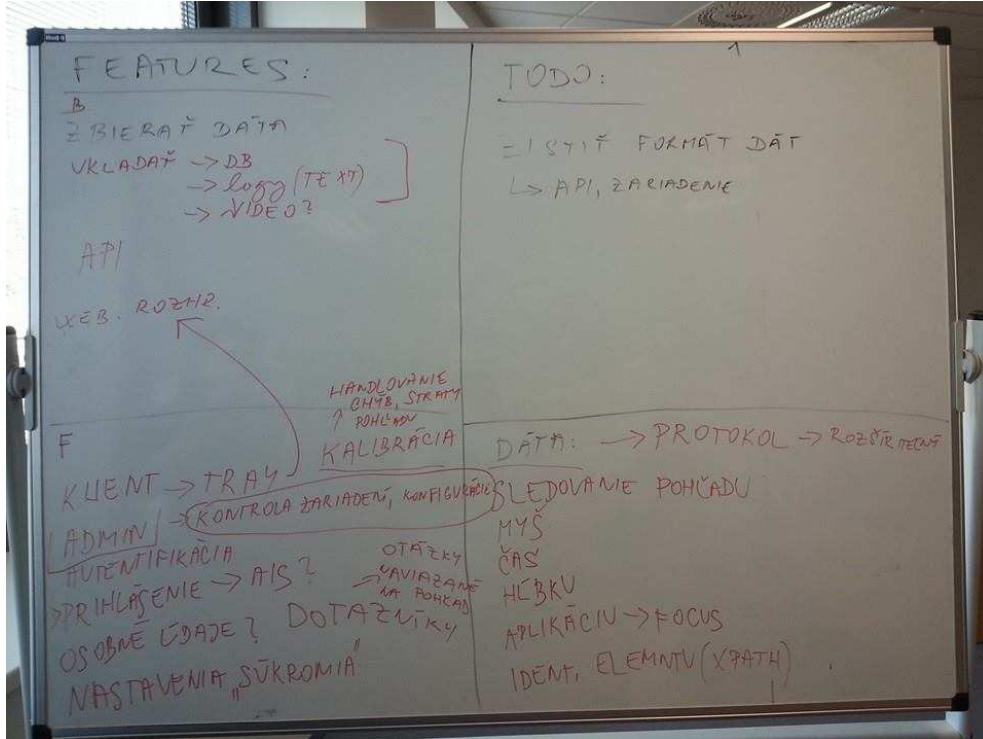 FEATURES:
B
ZBIERAŤ DÁTA
VKLADAŤ -> DB
-> logy (TEXT)
-> VIDEO?
API
WEB. ROZHR.
TODO:
ZISTIŤ FORMÁT DÁT
↳ API, ZARIADENIE
F
HANDLOVANIE
↑ CHÝB, STRATY
POHĽADU
KALIBRÁCIA
KLIENT -> TRAY
ADMIN -> KONTROLA ZARIADENÍ, KONFIGURÁCIE
AUTENTIFIKÁCIA
> PRIHLÁSENIE -> AIS?
OSOBNÉ ÚDAJE?
DOTAZNÍKY
-> OTÁZKY
NAVIAZANÉ
NA POHĽAD
NASTAVENIA „SÚKROMIA"
DÁTA: -> PROTOKOL -> ROZŠÍRITEĽNÝ
SLEDOVANIE POHĽADU
MYŠ
ČAS
HĹBKU
APLIKÁCIU -> FOCUS
IDENT. ELEMNTU (XPATH)